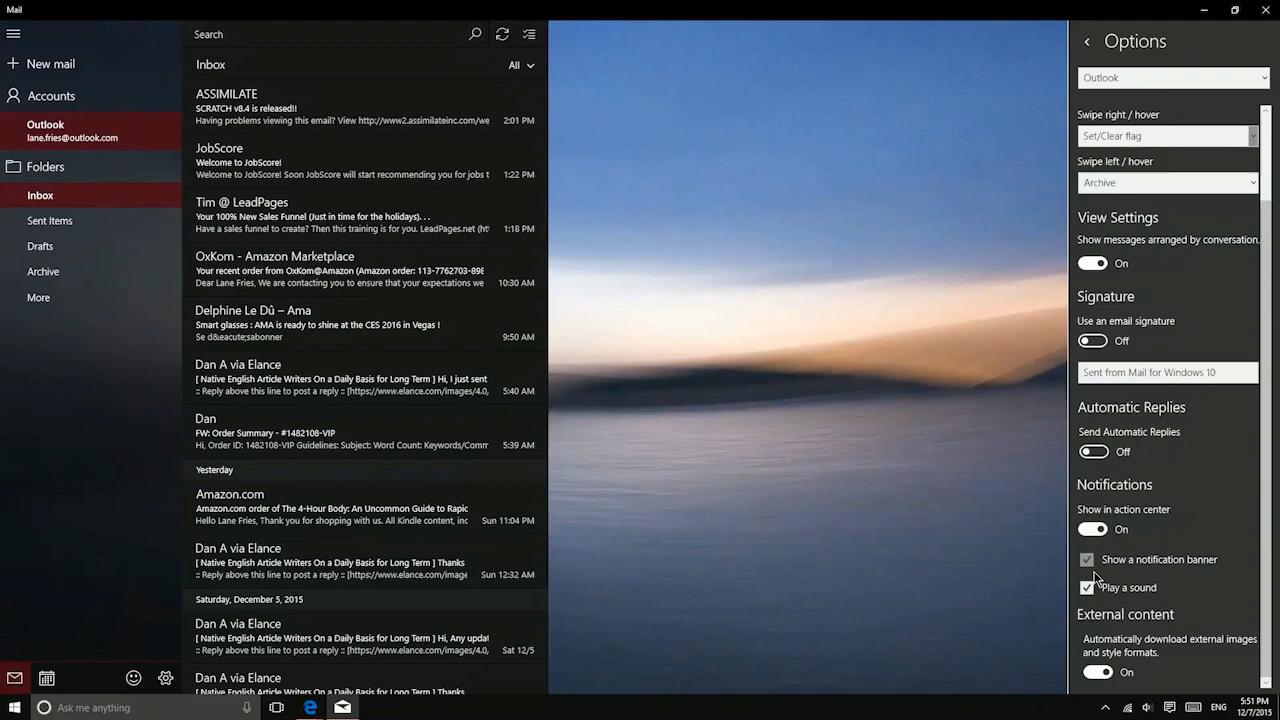 Mail
New mail
Accounts
Outlook
lane.fries@outlook.com
Folders
Inbox
Sent Items
Drafts
Archive
More
Search
Inbox
All
ASSIMILATE
SCRATCH v8.4 is released!!
Having problems viewing this email? View http://www2.assimilateinc.com/we 2:01 PM
JobScore
Welcome to JobScore!
Welcome to JobScore! Soon JobScore will start recommending you for jobs t 1:22 PM
Tim @ LeadPages
Your 100% New Sales Funnel (Just in time for the holidays). . .
Have a sales funnel to create? Then this training is for you. LeadPages.net (htt 1:18 PM
OxKom - Amazon Marketplace
Your recent order from OxKom@Amazon (Amazon order: 113-7762703-898
Dear Lane Fries, We are contacting you to ensure that your expectations we 10:30 AM
Delphine Le Dû – Ama
Smart glasses : AMA is ready to shine at the CES 2016 in Vegas !
Se d&eacute;sabonner 9:50 AM
Dan A via Elance
[ Native English Article Writers On a Daily Basis for Long Term ] Hi, I just sent
:: Reply above this line to post a reply :: [https://www.elance.com/images/4.0, 5:40 AM
Dan
FW: Order Summary - #1482108-VIP
Hi, Order ID: 1482108-VIP Guidelines: Subject: Word Count: Keywords/Comm 5:39 AM
Yesterday
Amazon.com
Amazon.com order of The 4-Hour Body: An Uncommon Guide to Rapic
Hello Lane Fries, Thank you for shopping with us. All Kindle content, inc Sun 11:04 PM
Dan A via Elance
[ Native English Article Writers On a Daily Basis for Long Term ] Thanks
:: Reply above this line to post a reply :: [https://www.elance.com/image Sun 12:32 AM
Saturday, December 5, 2015
Dan A via Elance
[ Native English Article Writers On a Daily Basis for Long Term ] Hi, Any updat
:: Reply above this line to post a reply :: [https://www.elance.com/images/4.0, Sat 12/5
Dan A via Elance
[ Native English Article Writers On a Daily Basis for Long Term ] Thanks
Options
Outlook
Swipe right / hover
Set/Clear flag
Swipe left / hover
Archive
View Settings
Show messages arranged by conversation.
On
Signature
Use an email signature
Off
Sent from Mail for Windows 10
Automatic Replies
Send Automatic Replies
Off
Notifications
Show in action center
On
Show a notification banner
Play a sound
External content
Automatically download external images
and style formats.
On
Ask me anything
ENG
5:51 PM
12/7/2015